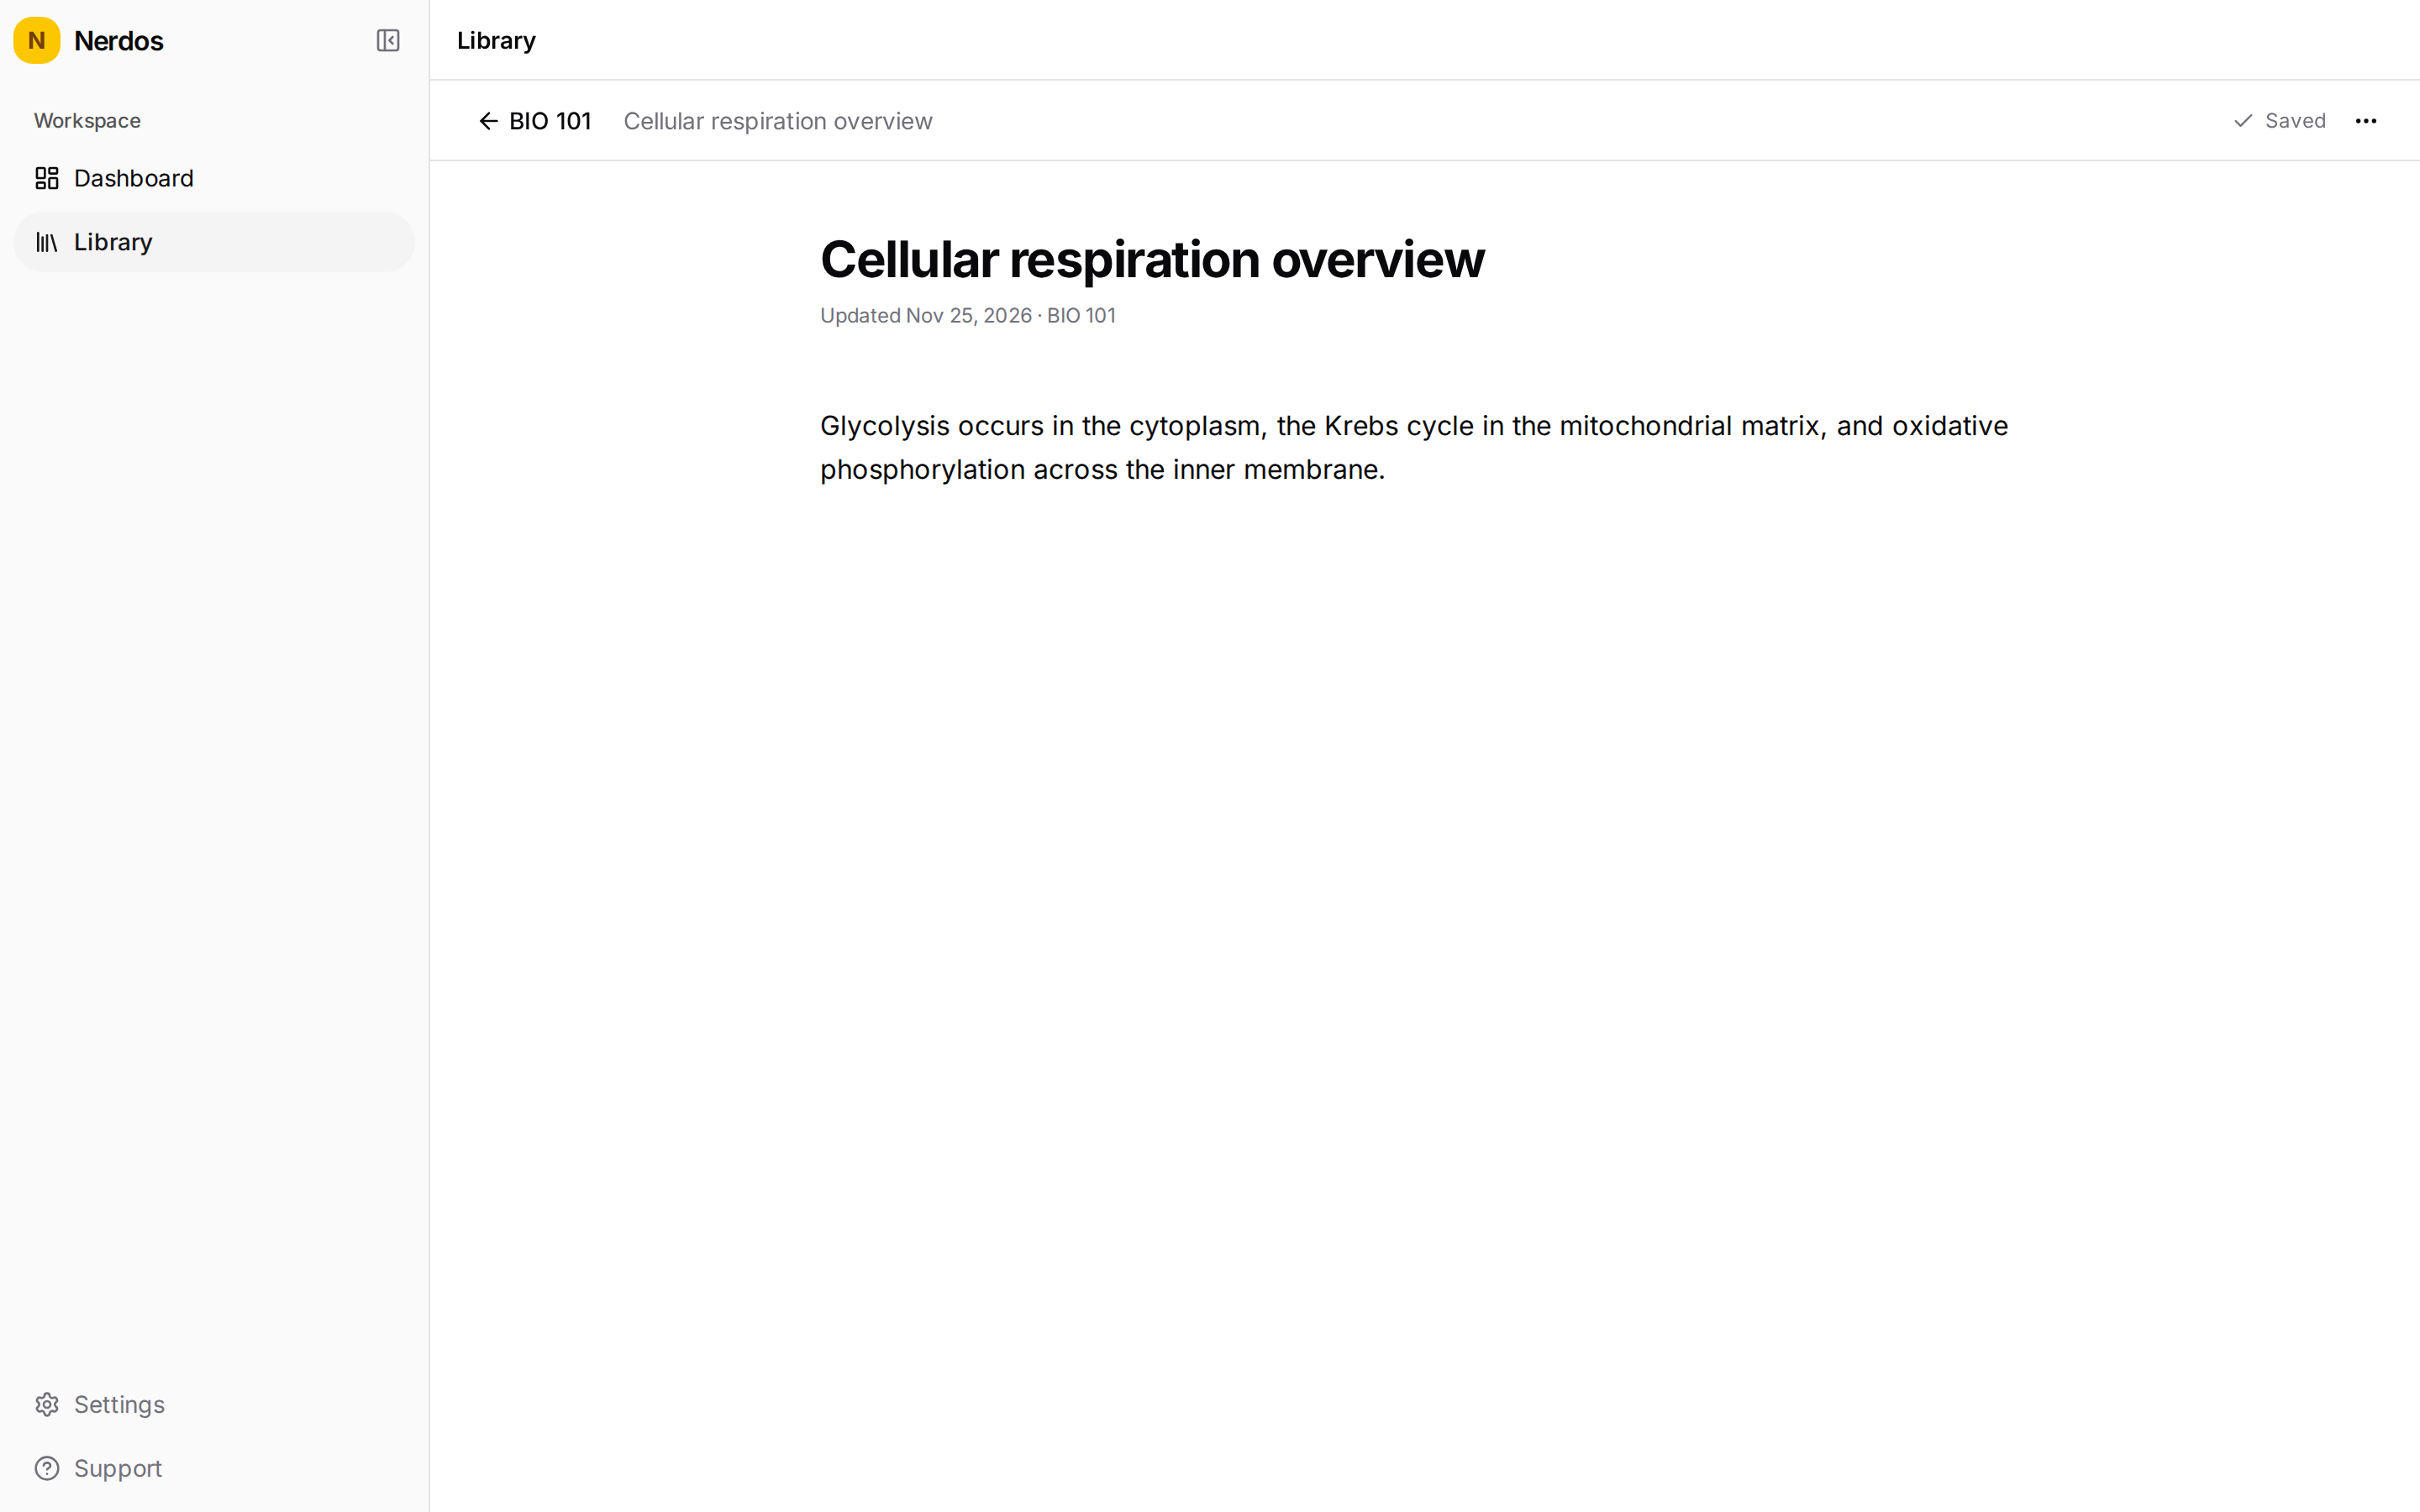 N Nerdos
Workspace
Dashboard
Library
Settings
Support
Library
BIO 101 Cellular respiration overview
Saved
Cellular respiration overview
Updated Nov 25, 2026 · BIO 101
Glycolysis occurs in the cytoplasm, the Krebs cycle in the mitochondrial matrix, and oxidative
phosphorylation across the inner membrane.